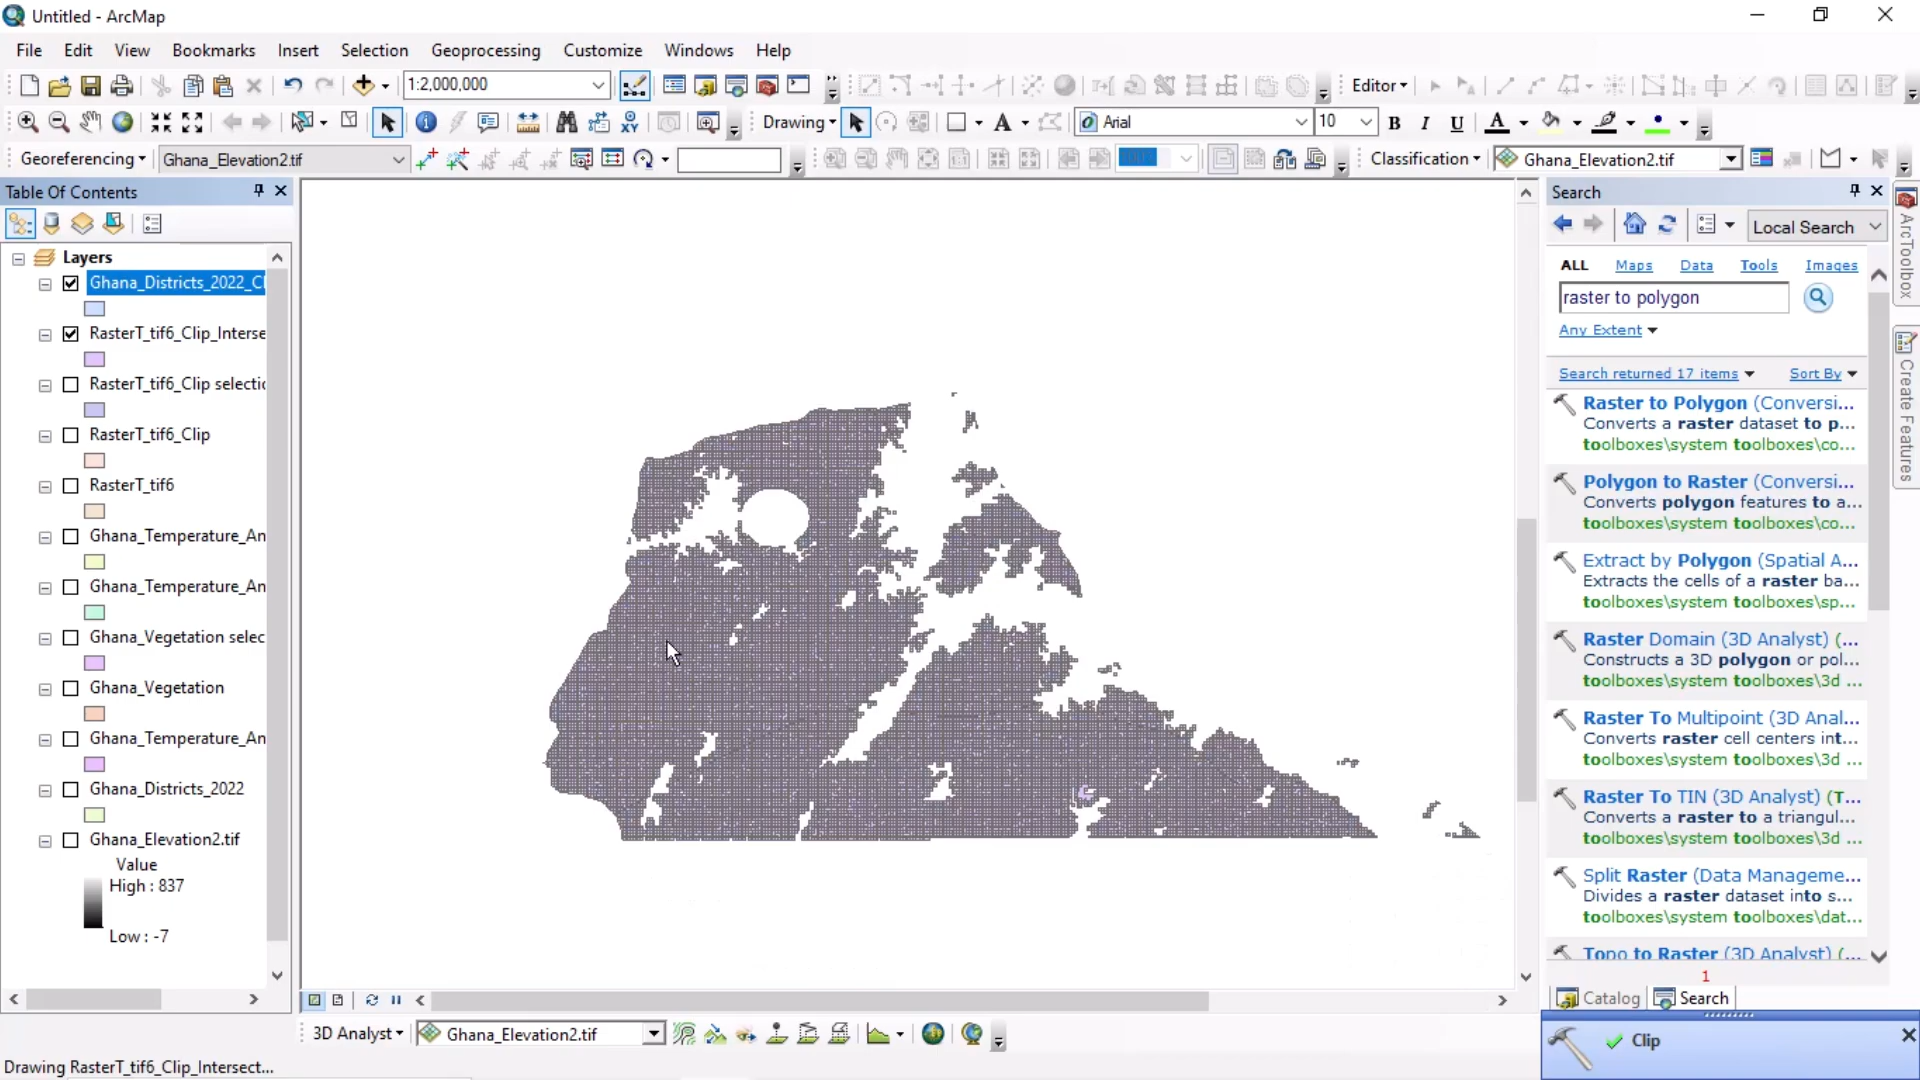 Untitled - ArcMap
File Edit View Bookmarks Insert Selection Geoprocessing Customize Windows Help
1:2,000,000
Editor
Drawing
A
Arial
10
B I U A
Georeferencing
Ghana_Elevation2.tif
Classification
Ghana_Elevation2.tif
Table Of Contents
Layers
Ghana_Districts_2022_Cl
RasterT_tif6_Clip_Interse
RasterT_tif6_Clip selectio
RasterT_tif6_Clip
RasterT_tif6
Ghana_Temperature_An
Ghana_Temperature_An
Ghana_Vegetation selec
Ghana_Vegetation
Ghana_Temperature_An
Ghana_Districts_2022
Ghana_Elevation2.tif
Value
High : 837
Low : -7
Search
Local Search
ALL Maps Data Tools Images
raster to polygon
Any Extent
Search returned 17 items
Sort By
Raster to Polygon (Conversi...
Converts a raster dataset to p...
toolboxes\system toolboxes\co...
Polygon to Raster (Conversi...
Converts polygon features to a...
toolboxes\system toolboxes\co...
Extract by Polygon (Spatial A...
Extracts the cells of a raster ba...
toolboxes\system toolboxes\sp...
Raster Domain (3D Analyst) (...
Constructs a 3D polygon or pol...
toolboxes\system toolboxes\3d ...
Raster To Multipoint (3D Anal...
Converts raster cell centers int...
toolboxes\system toolboxes\3d ...
Raster To TIN (3D Analyst) (T...
Converts a raster to a triangul...
toolboxes\system toolboxes\3d ...
Split Raster (Data Manageme...
Divides a raster dataset into s...
toolboxes\system toolboxes\dat...
Topo to Raster (3D Analyst) (...
1
Catalog
Search
ArcToolbox
Create Features
3D Analyst
Ghana_Elevation2.tif
Clip
Drawing RasterT_tif6_Clip_Intersect...